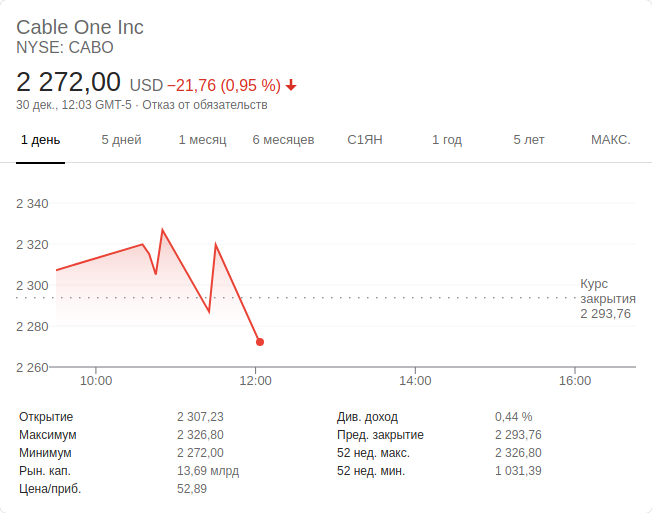 Cable One Inc
NYSE: CABO
2 272,00 USD −21,76 (0,95 %)
30 дек., 12:03 GMT-5 · Отказ от обязательств
1 день 5 дней 1 месяц 6 месяцев С1ЯН 1 год 5 лет МАКС.
2 340
2 320
2 300
2 280
2 260
Курс
закрытия
2 293,76
10:00 12:00 14:00 16:00
Открытие 2 307,23 Див. доход 0,44 %
Максимум 2 326,80 Пред. закрытие 2 293,76
Минимум 2 272,00 52 нед. макс. 2 326,80
Рын. кап. 13,69 млрд 52 нед. мин. 1 031,39
Цена/приб. 52,89